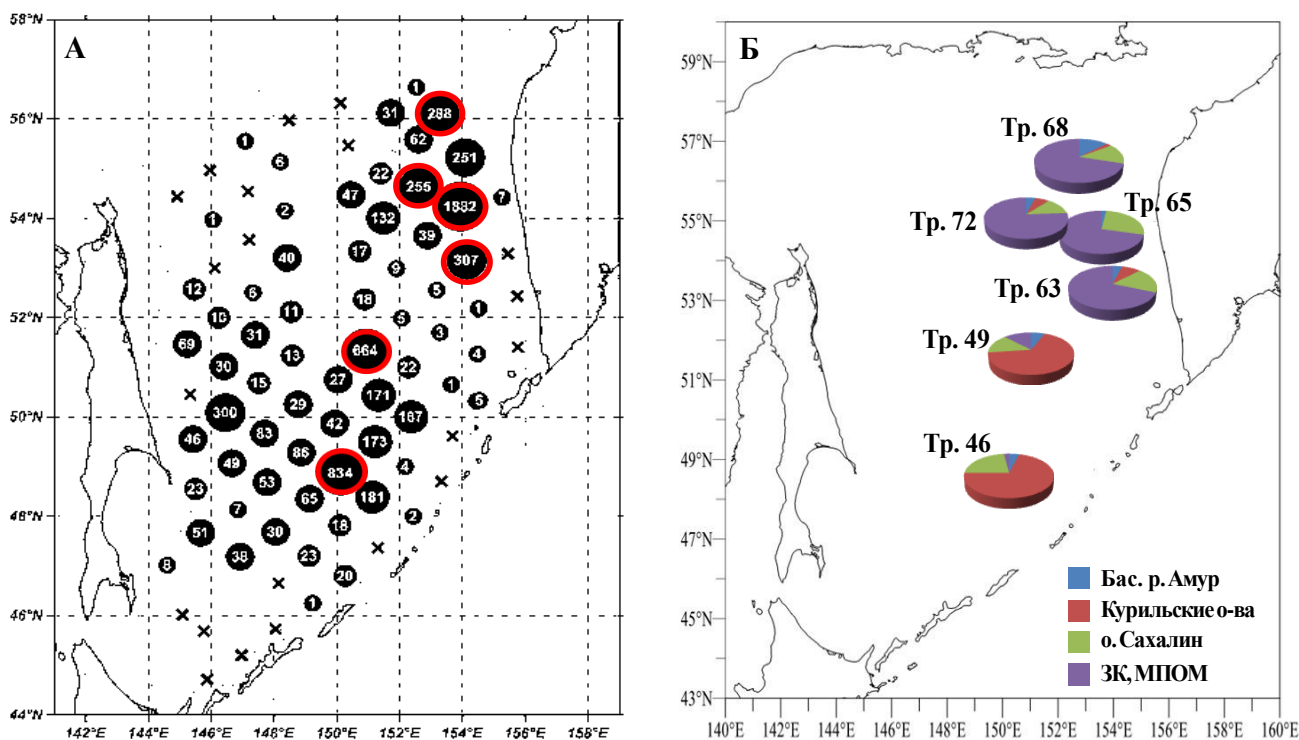 А
58°N
56°N
54°N
52°N
50°N
48°N
46°N
44°N
142°E 144°E 146°E 148°E 150°E 152°E 154°E 156°E 158°E
1
31 288
62
1 251
6 22
255
47 7
2 1882
1 132
39
17
40 307
9
12 6 5
18
11 1
5
31 3
69
664
13 4
30 22
27
15 1
171 5
29
300 187
42
46 83 173
86
49 834 4
53
23 65 181
7
2
51 30 18
38 23
8
20
1
Б
59°N
57°N
55°N
53°N
51°N
49°N
47°N
45°N
43°N
140°E 142°E 144°E 146°E 148°E 150°E 152°E 154°E 156°E 158°E 160°E
Тр. 68
Тр. 65
Тр. 72
Тр. 63
Тр. 49
Тр. 46
Бас. р. Амур
Курильские о-ва
о. Сахалин
ЗК, МПОМ